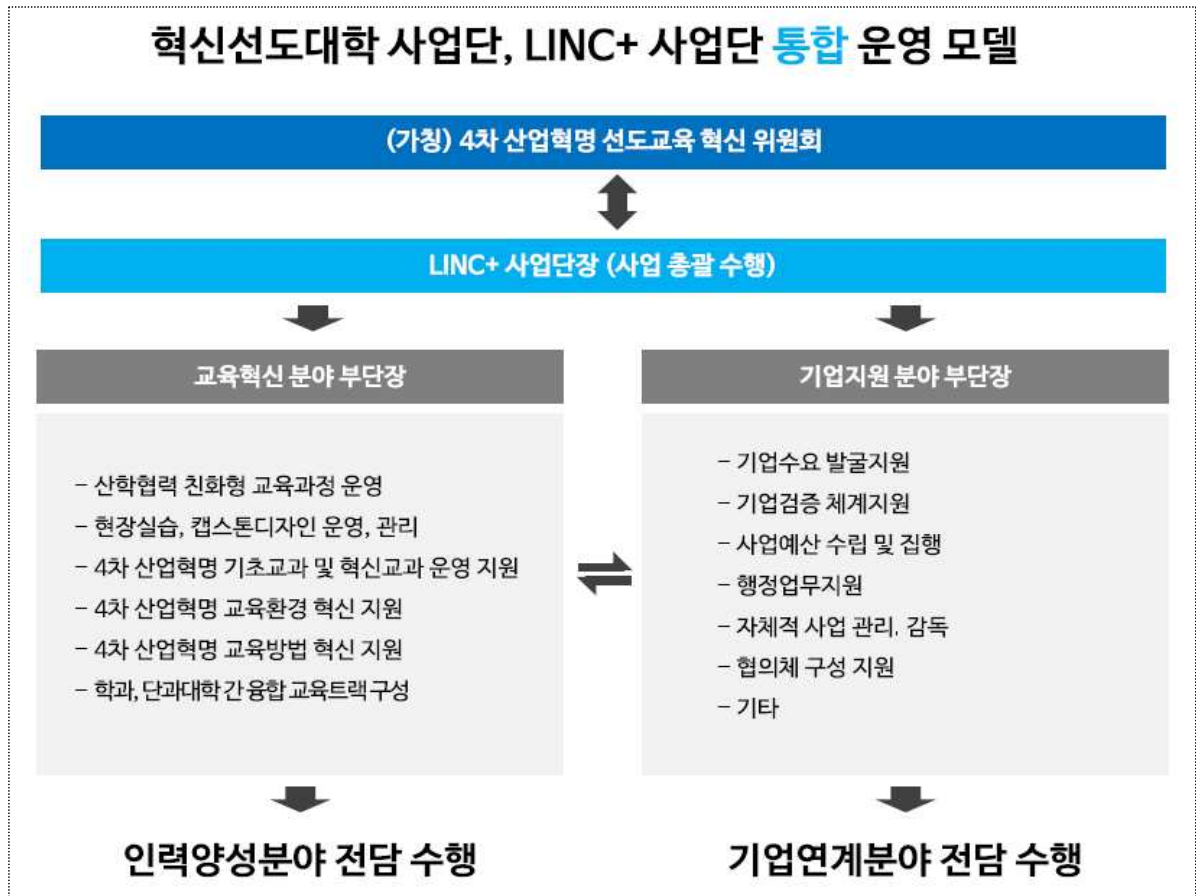 혁신선도대학 사업단, LINC+ 사업단 통합 운영 모델
(가칭) 4차 산업혁명 선도교육 혁신 위원회
LINC+ 사업단장 (사업 총괄 수행)
교육혁신 분야 부단장
- 산학협력 친화형 교육과정 운영
- 현장실습, 캡스톤디자인 운영, 관리
- 4차 산업혁명 기초교과 및 혁신교과 운영 지원
- 4차 산업혁명 교육환경 혁신 지원
- 4차 산업혁명 교육방법 혁신 지원
- 학과, 단과대학 간 융합 교육트랙 구성
인력양성분야 전담 수행
기업지원 분야 부단장
- 기업수요 발굴지원
- 기업검증 체계지원
- 사업예산 수립 및 집행
- 행정업무지원
- 자체적 사업 관리. 감독
- 협의체 구성 지원
- 기타
기업연계분야 전담 수행